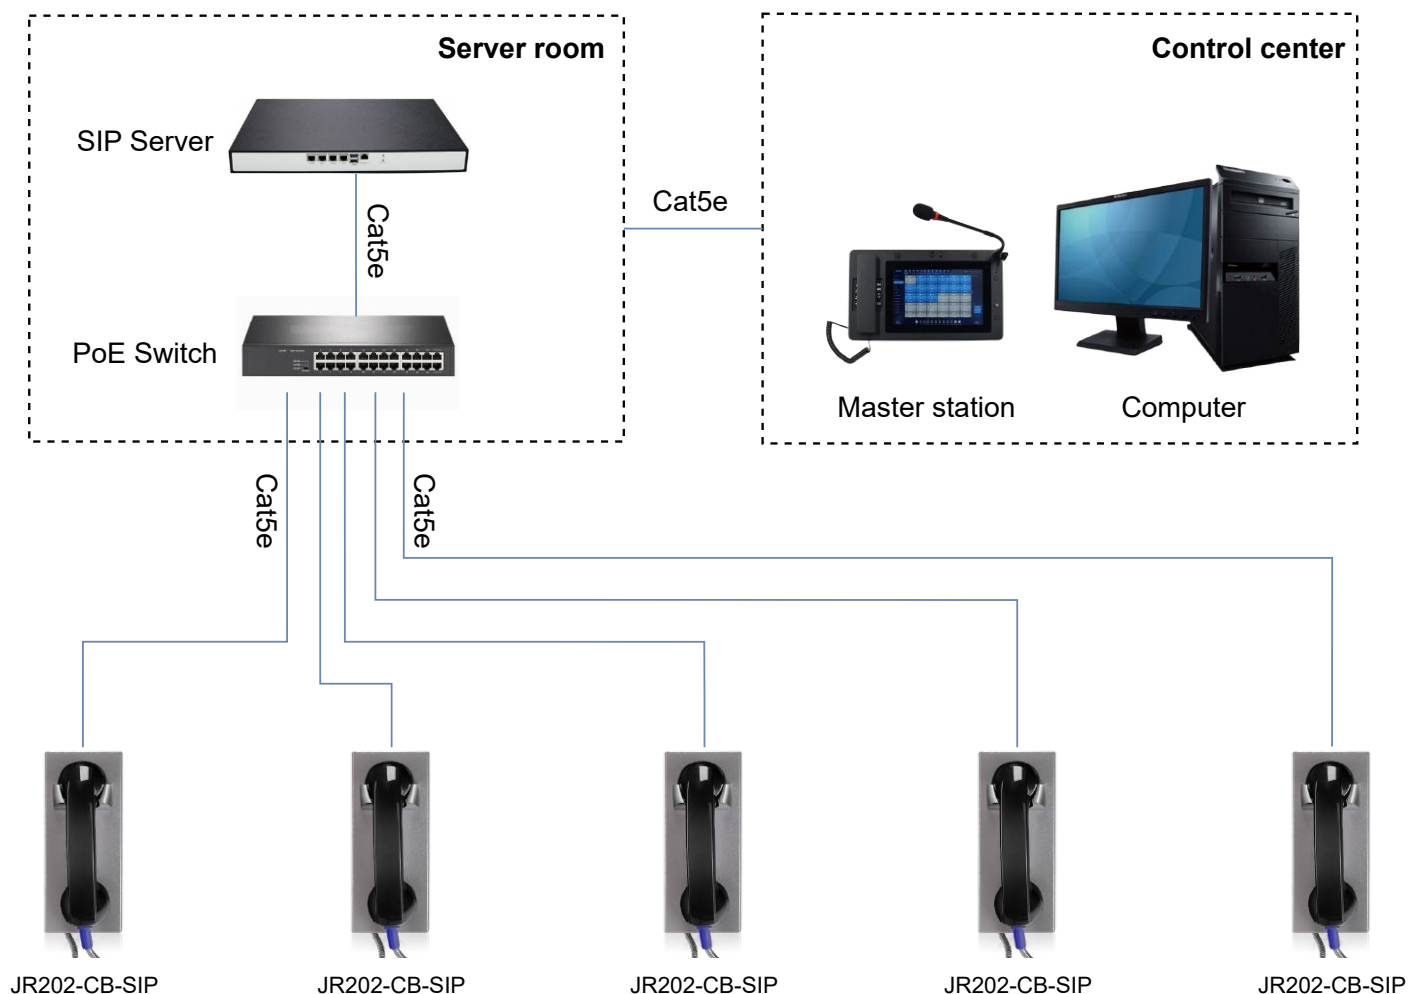 Server room
Control center
SIP Server
Cat5e
Cat5e
PoE Switch
Master station
Computer
Cat5e
Cat5e
JR202-CB-SIP
JR202-CB-SIP
JR202-CB-SIP
JR202-CB-SIP
JR202-CB-SIP